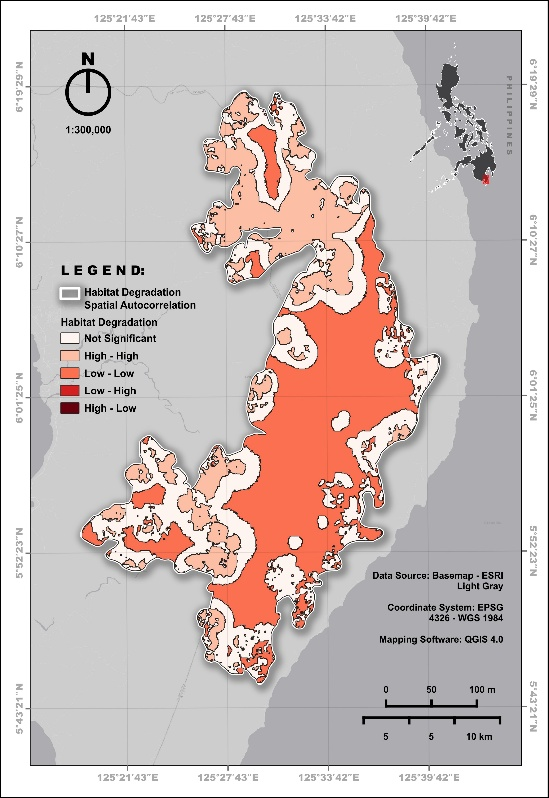 125°21'43"E 125°27'43"E 125°33'42"E 125°39'42"E
N
1:300,000
PHILIPPINES
6°19'29"N 6°19'29"N
6°10'27"N 6°10'27"N
LEGEND:
Habitat Degradation
Spatial Autocorrelation
Habitat Degradation
Not Significant
High - High
Low - Low
Low - High
High - Low
6°01'25"N 6°01'25"N
5°52'23"N 5°52'23"N
Data Source: Basemap - ESRI
Light Gray
Coordinate System: EPSG
4326 - WGS 1984
Mapping Software: QGIS 4.0
0 50 100 m
5 5 10 km
5°43'21"N 5°43'21"N
125°21'43"E 125°27'43"E 125°33'42"E 125°39'42"E